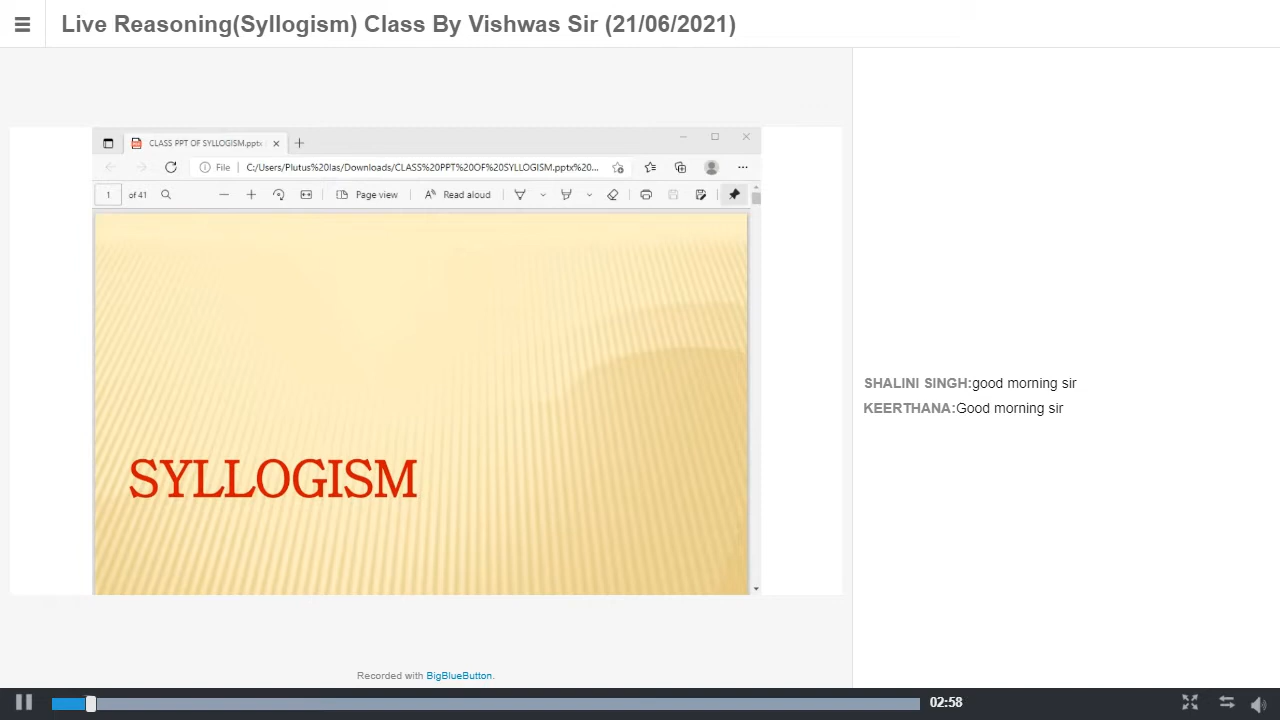 Live Reasoning(Syllogism) Class By Vishwas Sir (21/06/2021)
CLASS PPT OF SYLLOGISM.pptx
File C:/Users/Plutus%20Ias/Downloads/CLASS%20PPT%20OF%20SYLLOGISM.pptx%20...
1 of 41 Page view Read aloud
SYLLOGISM
SHALINI SINGH:good morning sir
KEERTHANA:Good morning sir
Recorded with BigBlueButton.
02:58